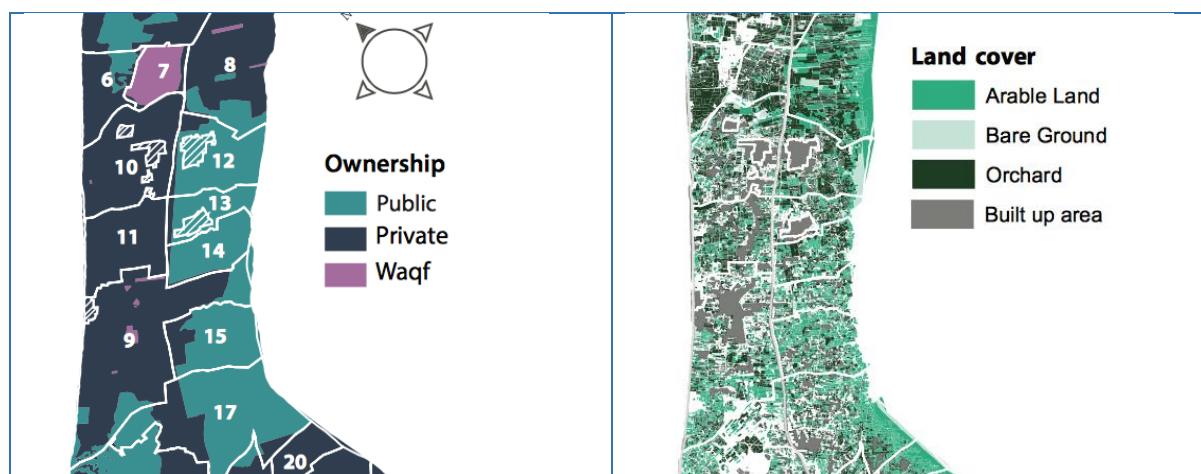 N
6
7
8
10
12
13
11
14
9
15
17
20
Ownership
Public
Private
Waqf
Land cover
Arable Land
Bare Ground
Orchard
Built up area